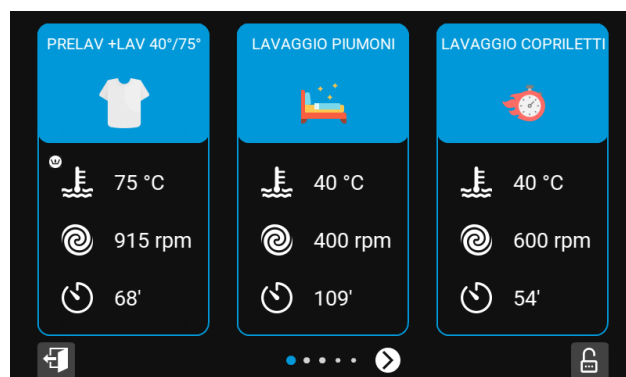 PRELAV +LAV 40°/75°
75 °C
915 rpm
68'
LAVAGGIO PIUMONI
40 °C
400 rpm
109'
LAVAGGIO COPRILETTI
40 °C
600 rpm
54'